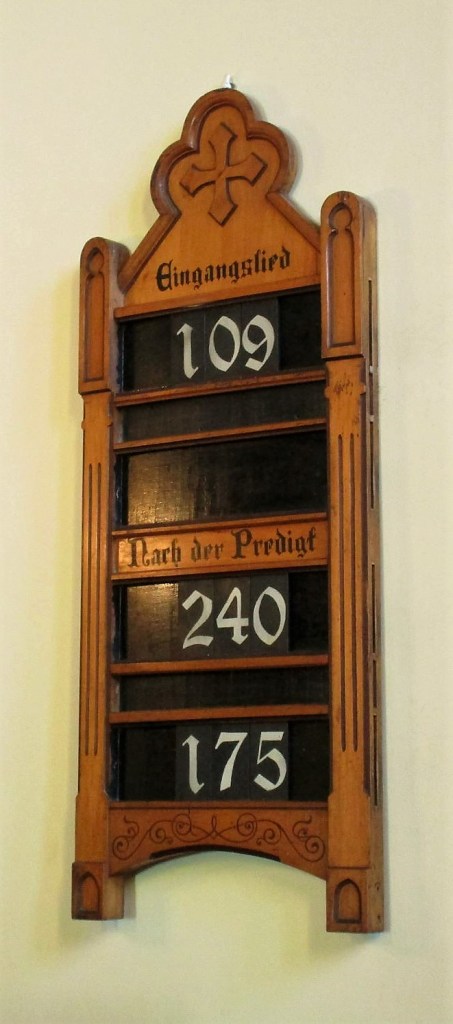 Eingangslied
109
Nach der Predigt
240
175